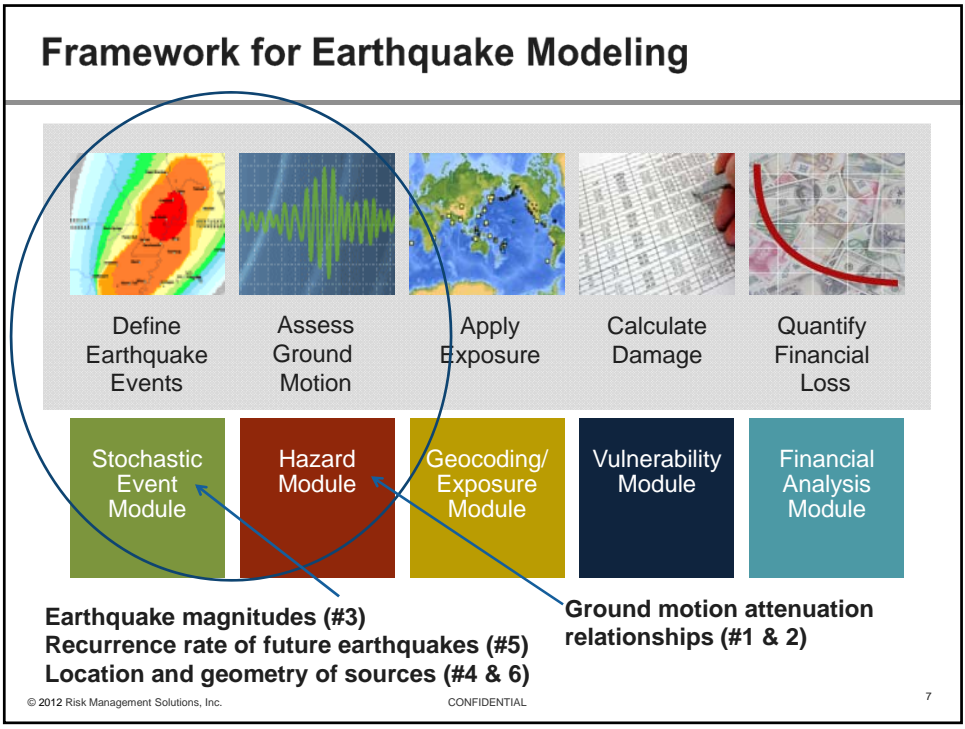 Framework for Earthquake Modeling
Define
Earthquake
Events
Assess
Ground
Motion
Apply
Exposure
Calculate
Damage
Quantify
Financial
Loss
Stochastic
Event
Module
Hazard
Module
Geocoding/
Exposure
Module
Vulnerability
Module
Financial
Analysis
Module
Earthquake magnitudes (#3)
Recurrence rate of future earthquakes (#5)
Location and geometry of sources (#4 & 6)
Ground motion attenuation
relationships (#1 & 2)
© 2012 Risk Management Solutions, Inc.
CONFIDENTIAL
7